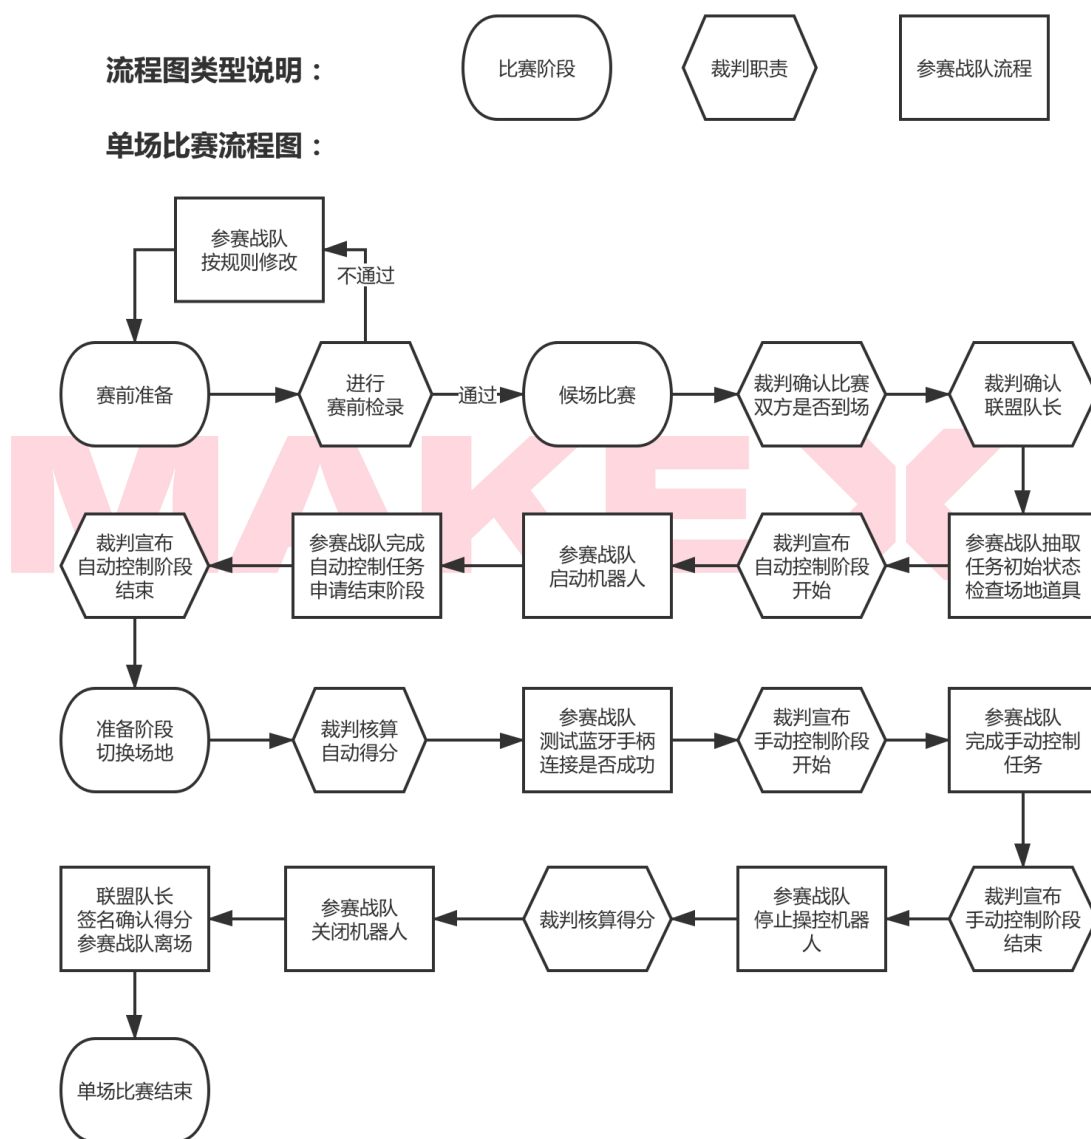 流程图类型说明：
比赛阶段
裁判职责
参赛战队流程
单场比赛流程图：
参赛战队
按规则修改
不通过
赛前准备
进行
赛前检录
通过
候场比赛
裁判确认比赛
双方是否到场
裁判确认
联盟队长
MAKEX
参赛战队抽取
任务初始状态
检查场地道具
裁判宣布
自动控制阶段
开始
参赛战队
启动机器人
参赛战队完成
自动控制任务
申请结束阶段
裁判宣布
自动控制阶段
结束
准备阶段
切换场地
裁判核算
自动得分
参赛战队
测试蓝牙手柄
连接是否成功
裁判宣布
手动控制阶段
开始
参赛战队
完成手动控制
任务
裁判宣布
手动控制阶段
结束
参赛战队
停止操控机器
人
裁判核算得分
参赛战队
关闭机器人
联盟队长
签名确认得分
参赛战队离场
单场比赛结束